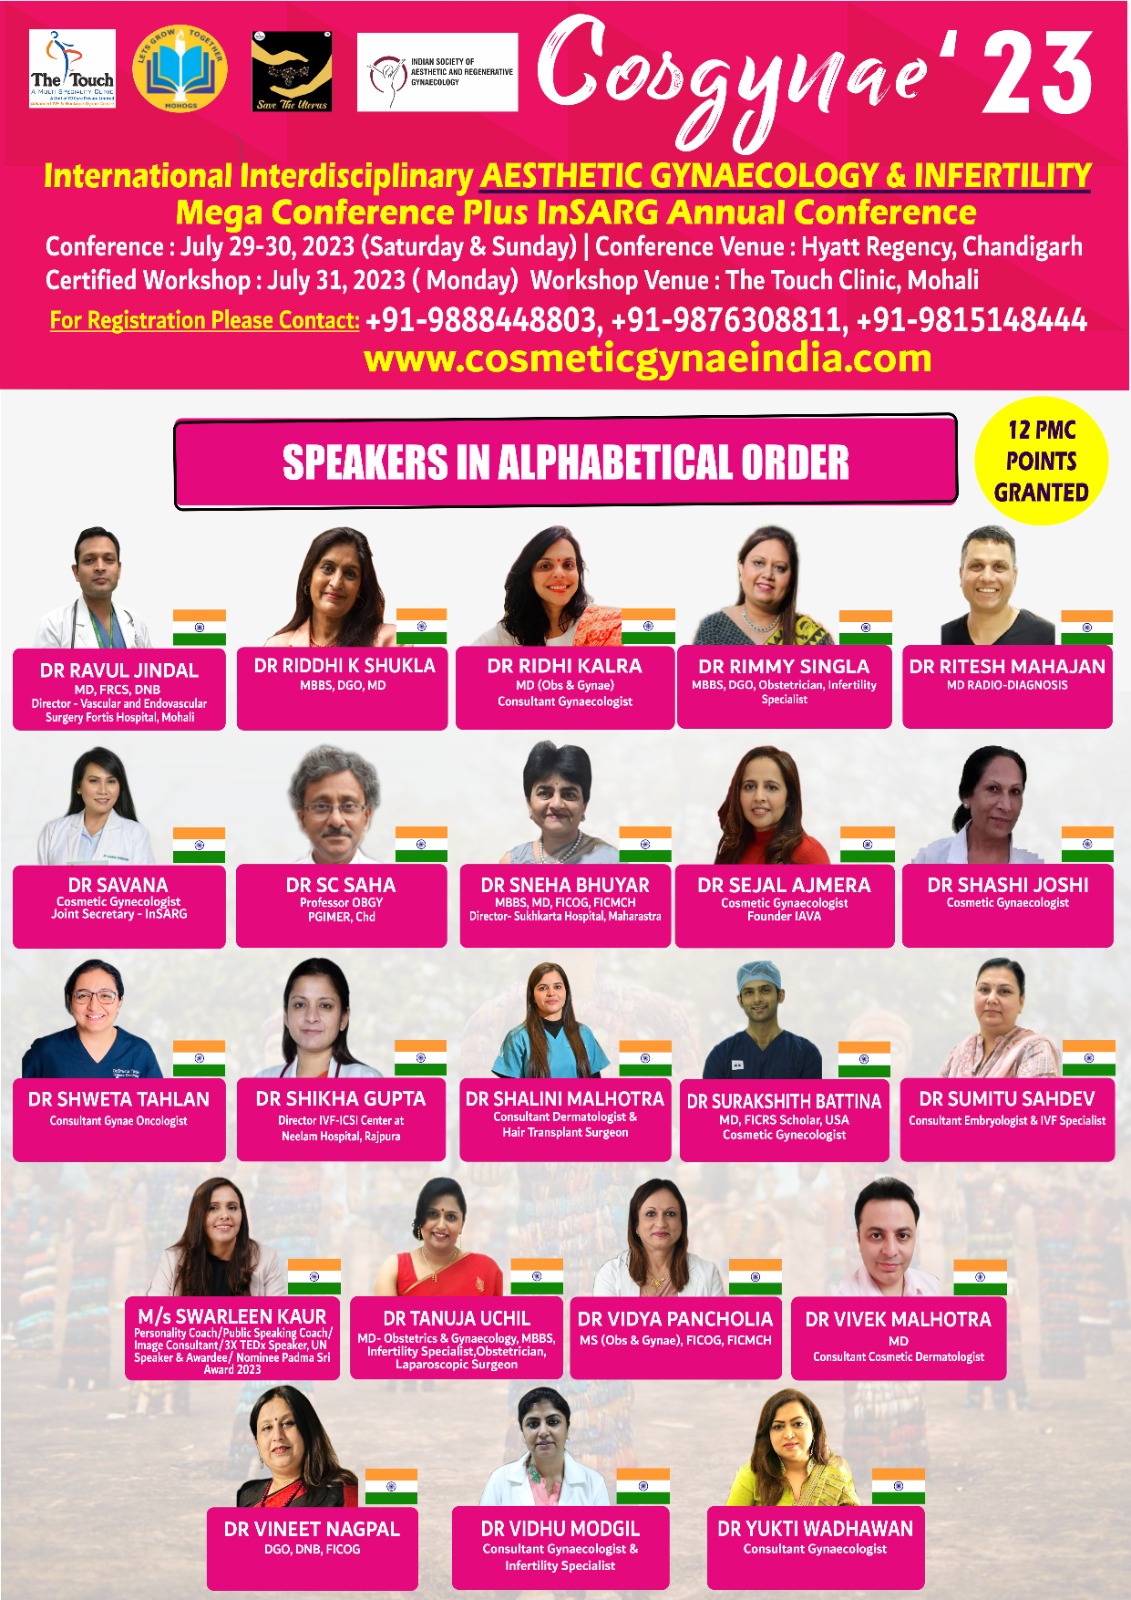 The Touch
A MULTI SPECIALITY CLINIC
LETS GROW TOGETHER
MOHOGS
Save The Uterus
INDIAN SOCIETY OF
AESTHETIC AND REGENERATIVE
GYNAECOLOGY
Cosgynae '23
International Interdisciplinary AESTHETIC GYNAECOLOGY & INFERTILITY
Mega Conference Plus InSARG Annual Conference
Conference : July 29-30, 2023 (Saturday & Sunday) | Conference Venue : Hyatt Regency, Chandigarh
Certified Workshop : July 31, 2023 ( Monday) Workshop Venue : The Touch Clinic, Mohali
For Registration Please Contact: +91-9888448803, +91-9876308811, +91-9815148444
www.cosmeticgynaeindia.com
SPEAKERS IN ALPHABETICAL ORDER
12 PMC
POINTS
GRANTED
DR RAVUL JINDAL
MD, FRCS, DNB
Director - Vascular and Endovascular
Surgery Fortis Hospital, Mohali
DR RIDDHI K SHUKLA
MBBS, DGO, MD
DR RIDHI KALRA
MD (Obs & Gynae)
Consultant Gynaecologist
DR RIMMY SINGLA
MBBS, DGO, Obstetrician, Infertility
Specialist
DR RITESH MAHAJAN
MD RADIO-DIAGNOSIS
DR SAVANA
Cosmetic Gynecologist
Joint Secretary - InSARG
DR SC SAHA
Professor OBGY
PGIMER, Chd
DR SNEHA BHUYAR
MBBS, MD, FICOG, FICMCH
Director- Sukhkarta Hospital, Maharastra
DR SEJAL AJMERA
Cosmetic Gynaecologist
Founder IAVA
DR SHASHI JOSHI
Cosmetic Gynaecologist
DR SHWETA TAHLAN
Consultant Gynae Oncologist
DR SHIKHA GUPTA
Director IVF-ICSI Center at
Neelam Hospital, Rajpura
DR SHALINI MALHOTRA
Consultant Dermatologist &
Hair Transplant Surgeon
DR SURAKSHITH BATTINA
MD, FICRS Scholar, USA
Cosmetic Gynecologist
DR SUMITU SAHDEV
Consultant Embryologist & IVF Specialist
M/s SWARLEEN KAUR
Personality Coach/Public Speaking Coach/
Image Consultant/3X TEDx Speaker, UN
Speaker & Awardee/ Nominee Padma Sri
Award 2023
DR TANUJA UCHIL
MD- Obstetrics & Gynaecology, MBBS,
Infertility Specialist,Obstetrician,
Laparoscopic Surgeon
DR VIDYA PANCHOLIA
MS (Obs & Gynae), FICOG, FICMCH
DR VIVEK MALHOTRA
MD
Consultant Cosmetic Dermatologist
DR VINEET NAGPAL
DGO, DNB, FICOG
DR VIDHU MODGIL
Consultant Gynaecologist &
Infertility Specialist
DR YUKTI WADHAWAN
Consultant Gynaecologist